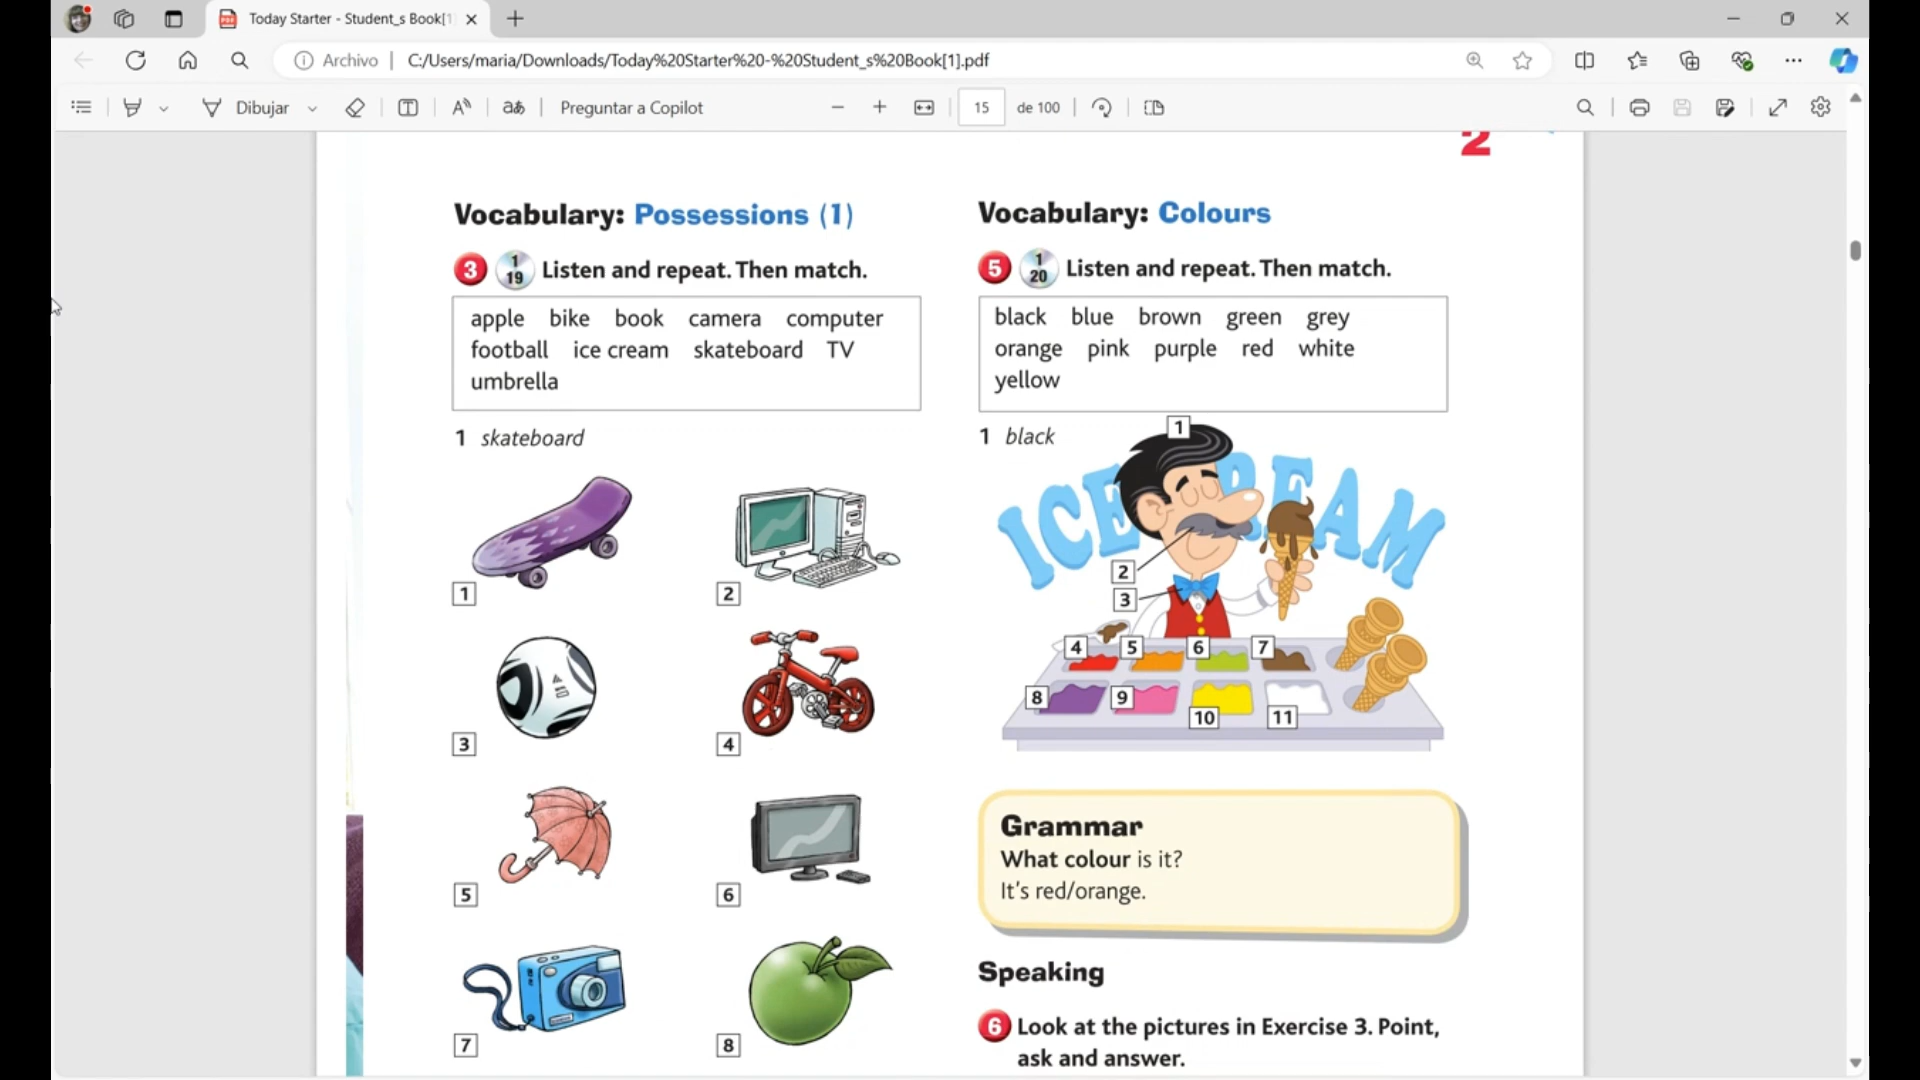 Today Starter - Student_s Book[1]
Archivo
C:/Users/maria/Downloads/Today%20Starter%20-%20Student_s%20Book[1].pdf
Dibujar
Preguntar a Copilot
15
de 100
2
Vocabulary: Possessions (1)
3 1 19 Listen and repeat. Then match.
apple bike book camera computer
football ice cream skateboard TV
umbrella
1 skateboard
1
2
3
4
5
6
7
8
Vocabulary: Colours
5 1 20 Listen and repeat. Then match.
black blue brown green grey
orange pink purple red white
yellow
1 black
ICE CREAM
1
2
3
4 5 6 7
8 9 10 11
Grammar
What colour is it?
It's red/orange.
Speaking
6 Look at the pictures in Exercise 3. Point,
ask and answer.